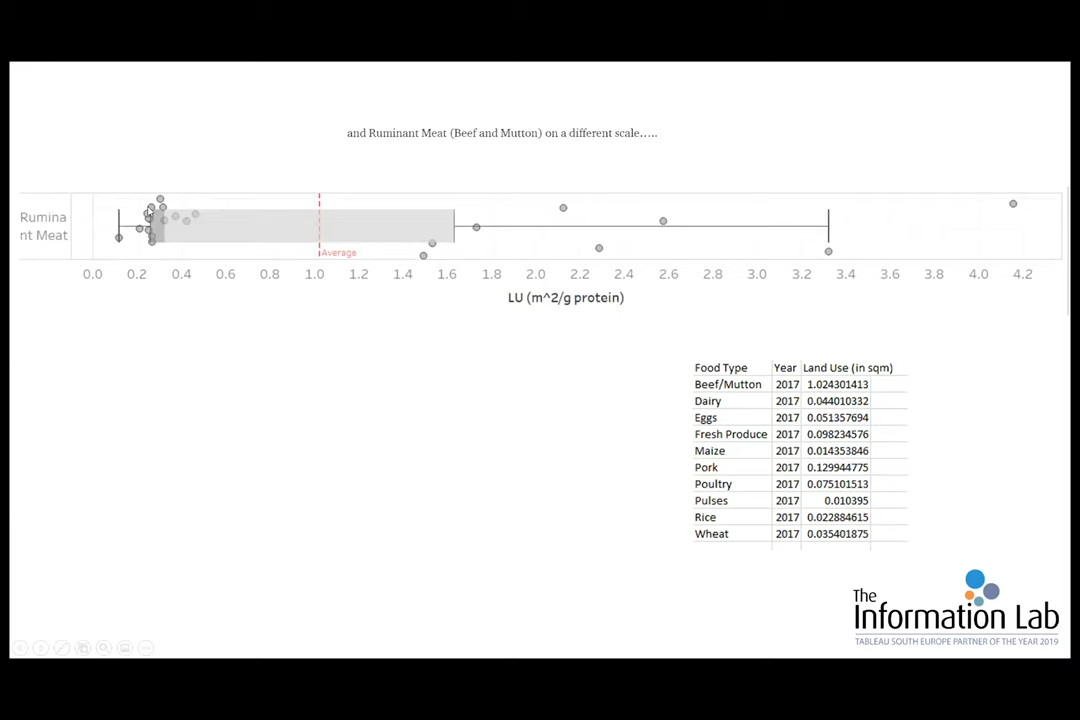 and Ruminant Meat (Beef and Mutton) on a different scale…..
Rumina
nt Meat
Average
0.0 0.2 0.4 0.6 0.8 1.0 1.2 1.4 1.6 1.8 2.0 2.2 2.4 2.6 2.8 3.0 3.2 3.4 3.6 3.8 4.0 4.2
LU (m^2/g protein)
Food Type Year Land Use (in sqm)
Beef/Mutton 2017 1.024301413
Dairy 2017 0.044010332
Eggs 2017 0.051357694
Fresh Produce 2017 0.098234576
Maize 2017 0.014353846
Pork 2017 0.129944775
Poultry 2017 0.075101513
Pulses 2017 0.010395
Rice 2017 0.022884615
Wheat 2017 0.035401875
The
Information Lab
TABLEAU SOUTH EUROPE PARTNER OF THE YEAR 2019